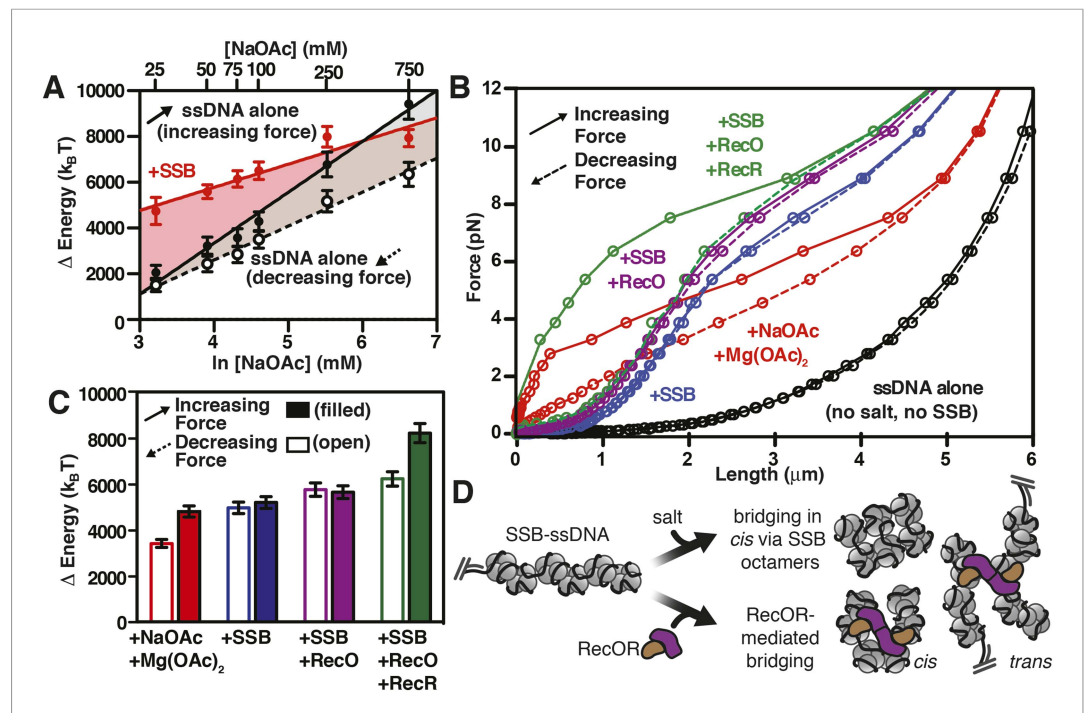 A
[NaOAc] (mM)
25 50 75 100 250 750
10000
8000
6000
4000
2000
0
Δ Energy (kBT)
ssDNA alone
(increasing force)
+SSB
ssDNA alone
(decreasing force)
3 4 5 6 7
ln [NaOAc] (mM)
B
12
10
8
6
4
2
0
Force (pN)
Increasing
Force
Decreasing
Force
+SSB
+RecO
+RecR
+SSB
+RecO
+NaOAc
+Mg(OAc)2
+SSB
ssDNA alone
(no salt, no SSB)
0 1 2 3 4 5 6
Length (μm)
C
10000
8000
6000
4000
2000
0
Δ Energy (kBT)
Increasing
Force
(filled)
Decreasing
Force
(open)
+NaOAc
+Mg(OAc)2
+SSB
+SSB
+RecO
+SSB
+RecO
+RecR
D
SSB-ssDNA
salt
bridging in
cis via SSB
octamers
RecOR
RecOR-
mediated
bridging
cis
trans